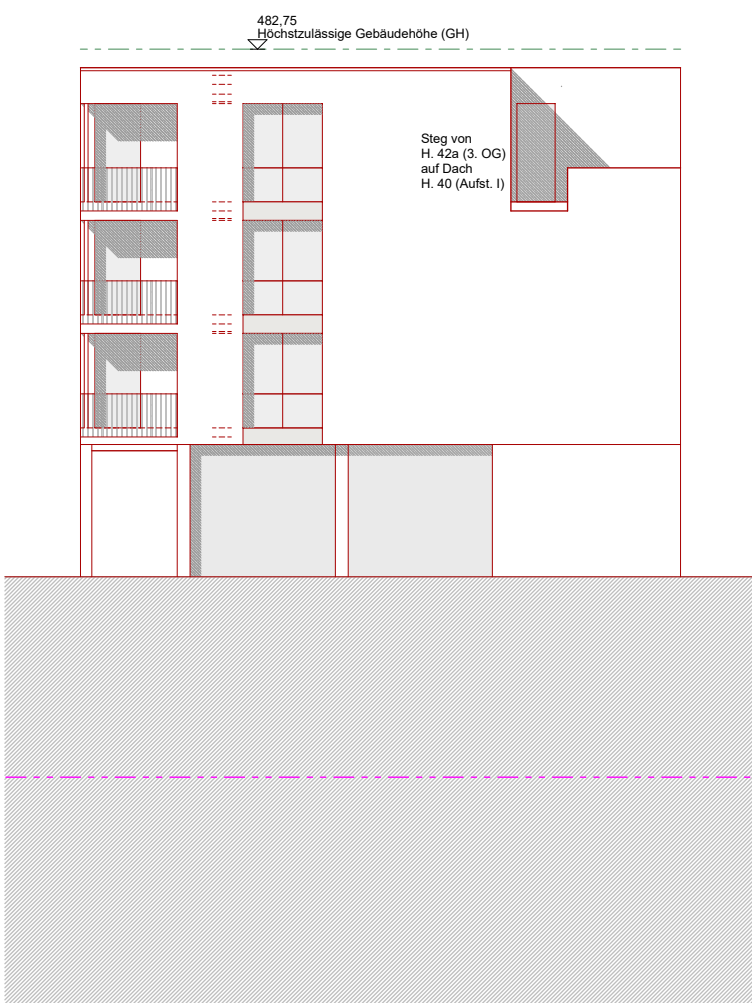 482,75
Höchstzulässige Gebäudehöhe (GH)
Steg von
H. 42a (3. OG)
auf Dach
H. 40 (Aufst. I)